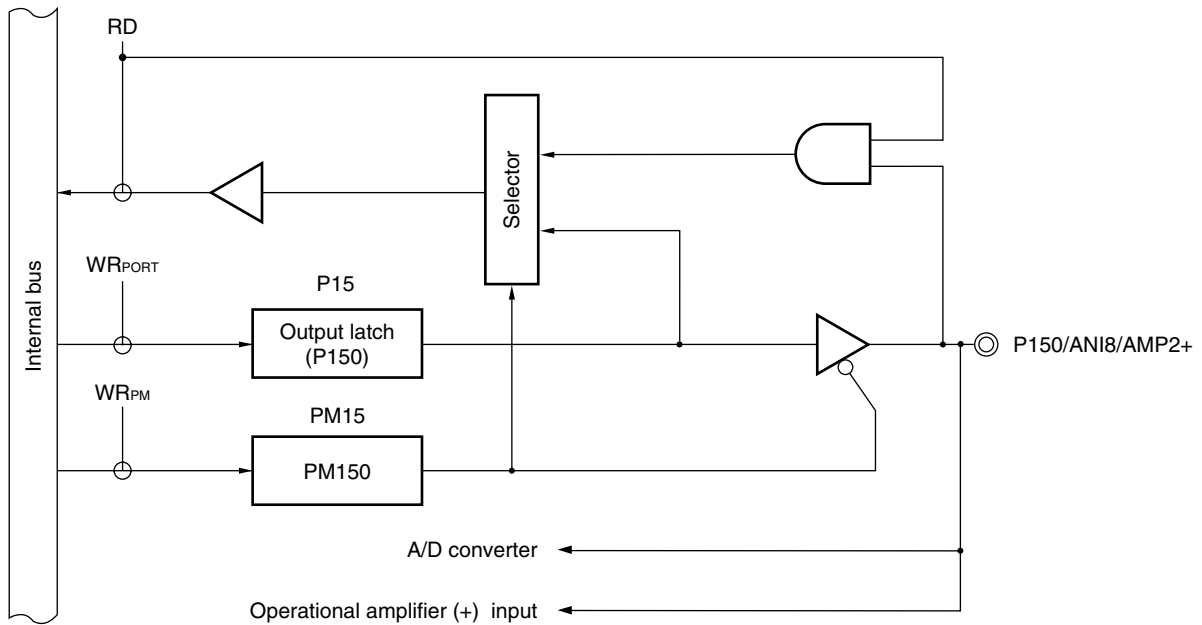 RD
Selector
Internal bus
WRPORT
P15
Output latch
(P150)
P150/ANI8/AMP2+
WRPM
PM15
PM150
A/D converter
Operational amplifier (+) input